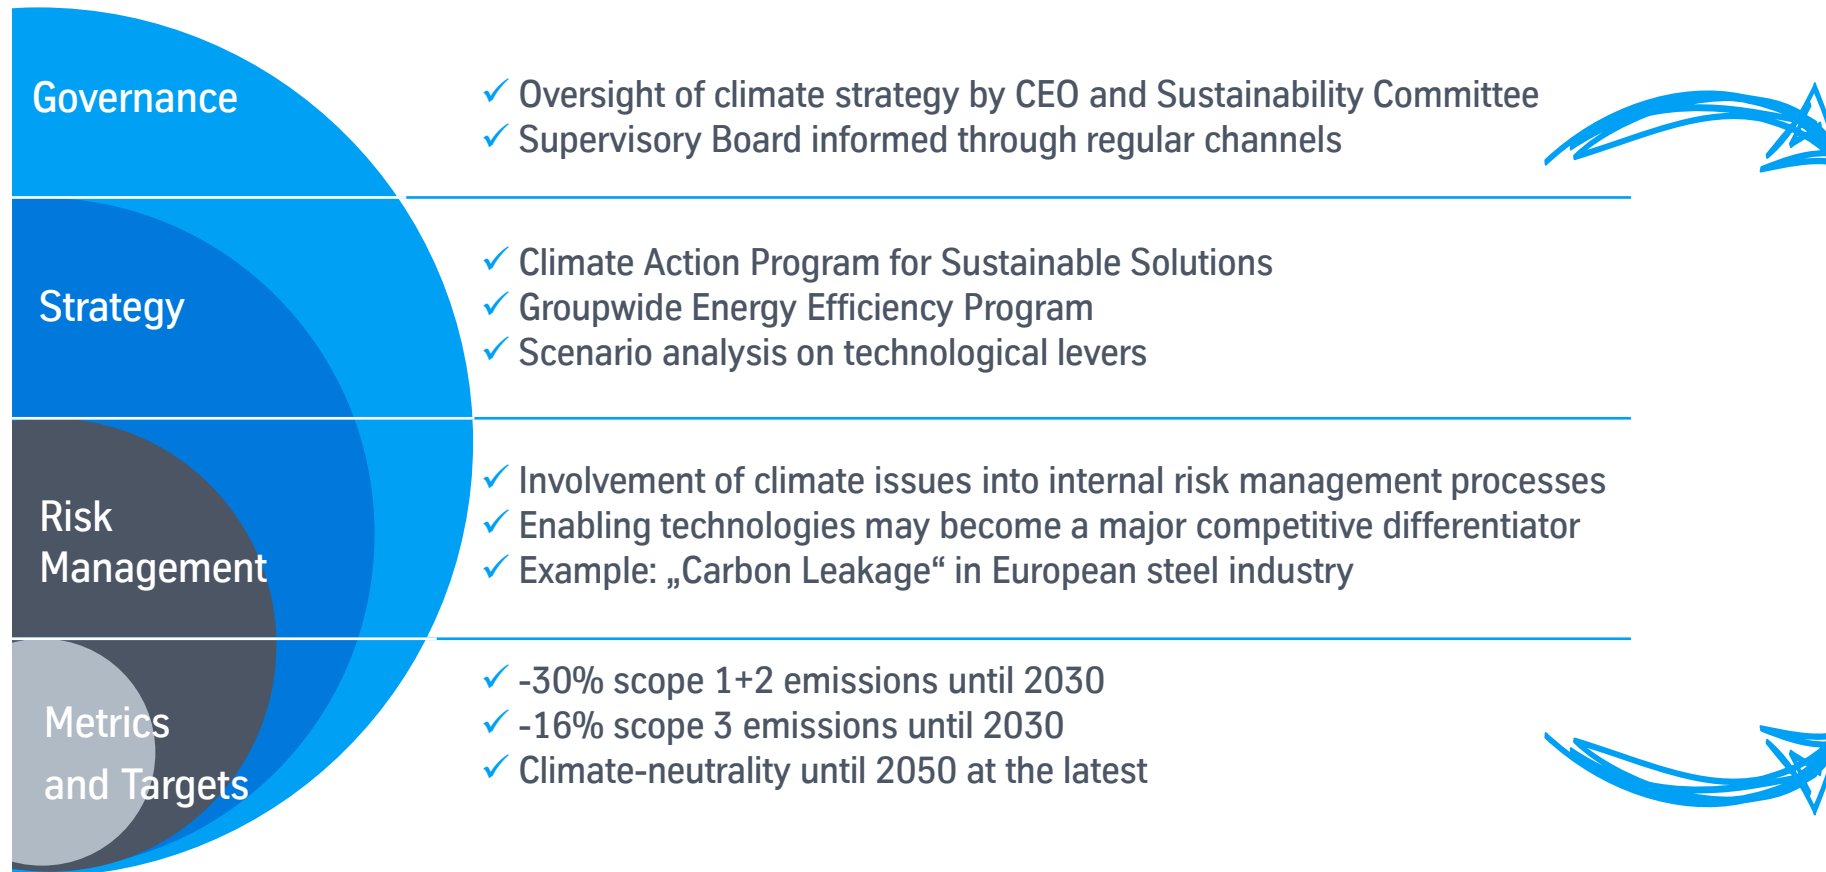 Governance
✓ Oversight of climate strategy by CEO and Sustainability Committee
✓ Supervisory Board informed through regular channels
Strategy
✓ Climate Action Program for Sustainable Solutions
✓ Groupwide Energy Efficiency Program
✓ Scenario analysis on technological levers
Risk
Management
✓ Involvement of climate issues into internal risk management processes
✓ Enabling technologies may become a major competitive differentiator
✓ Example: „Carbon Leakage“ in European steel industry
Metrics
and Targets
✓ -30% scope 1+2 emissions until 2030
✓ -16% scope 3 emissions until 2030
✓ Climate-neutrality until 2050 at the latest